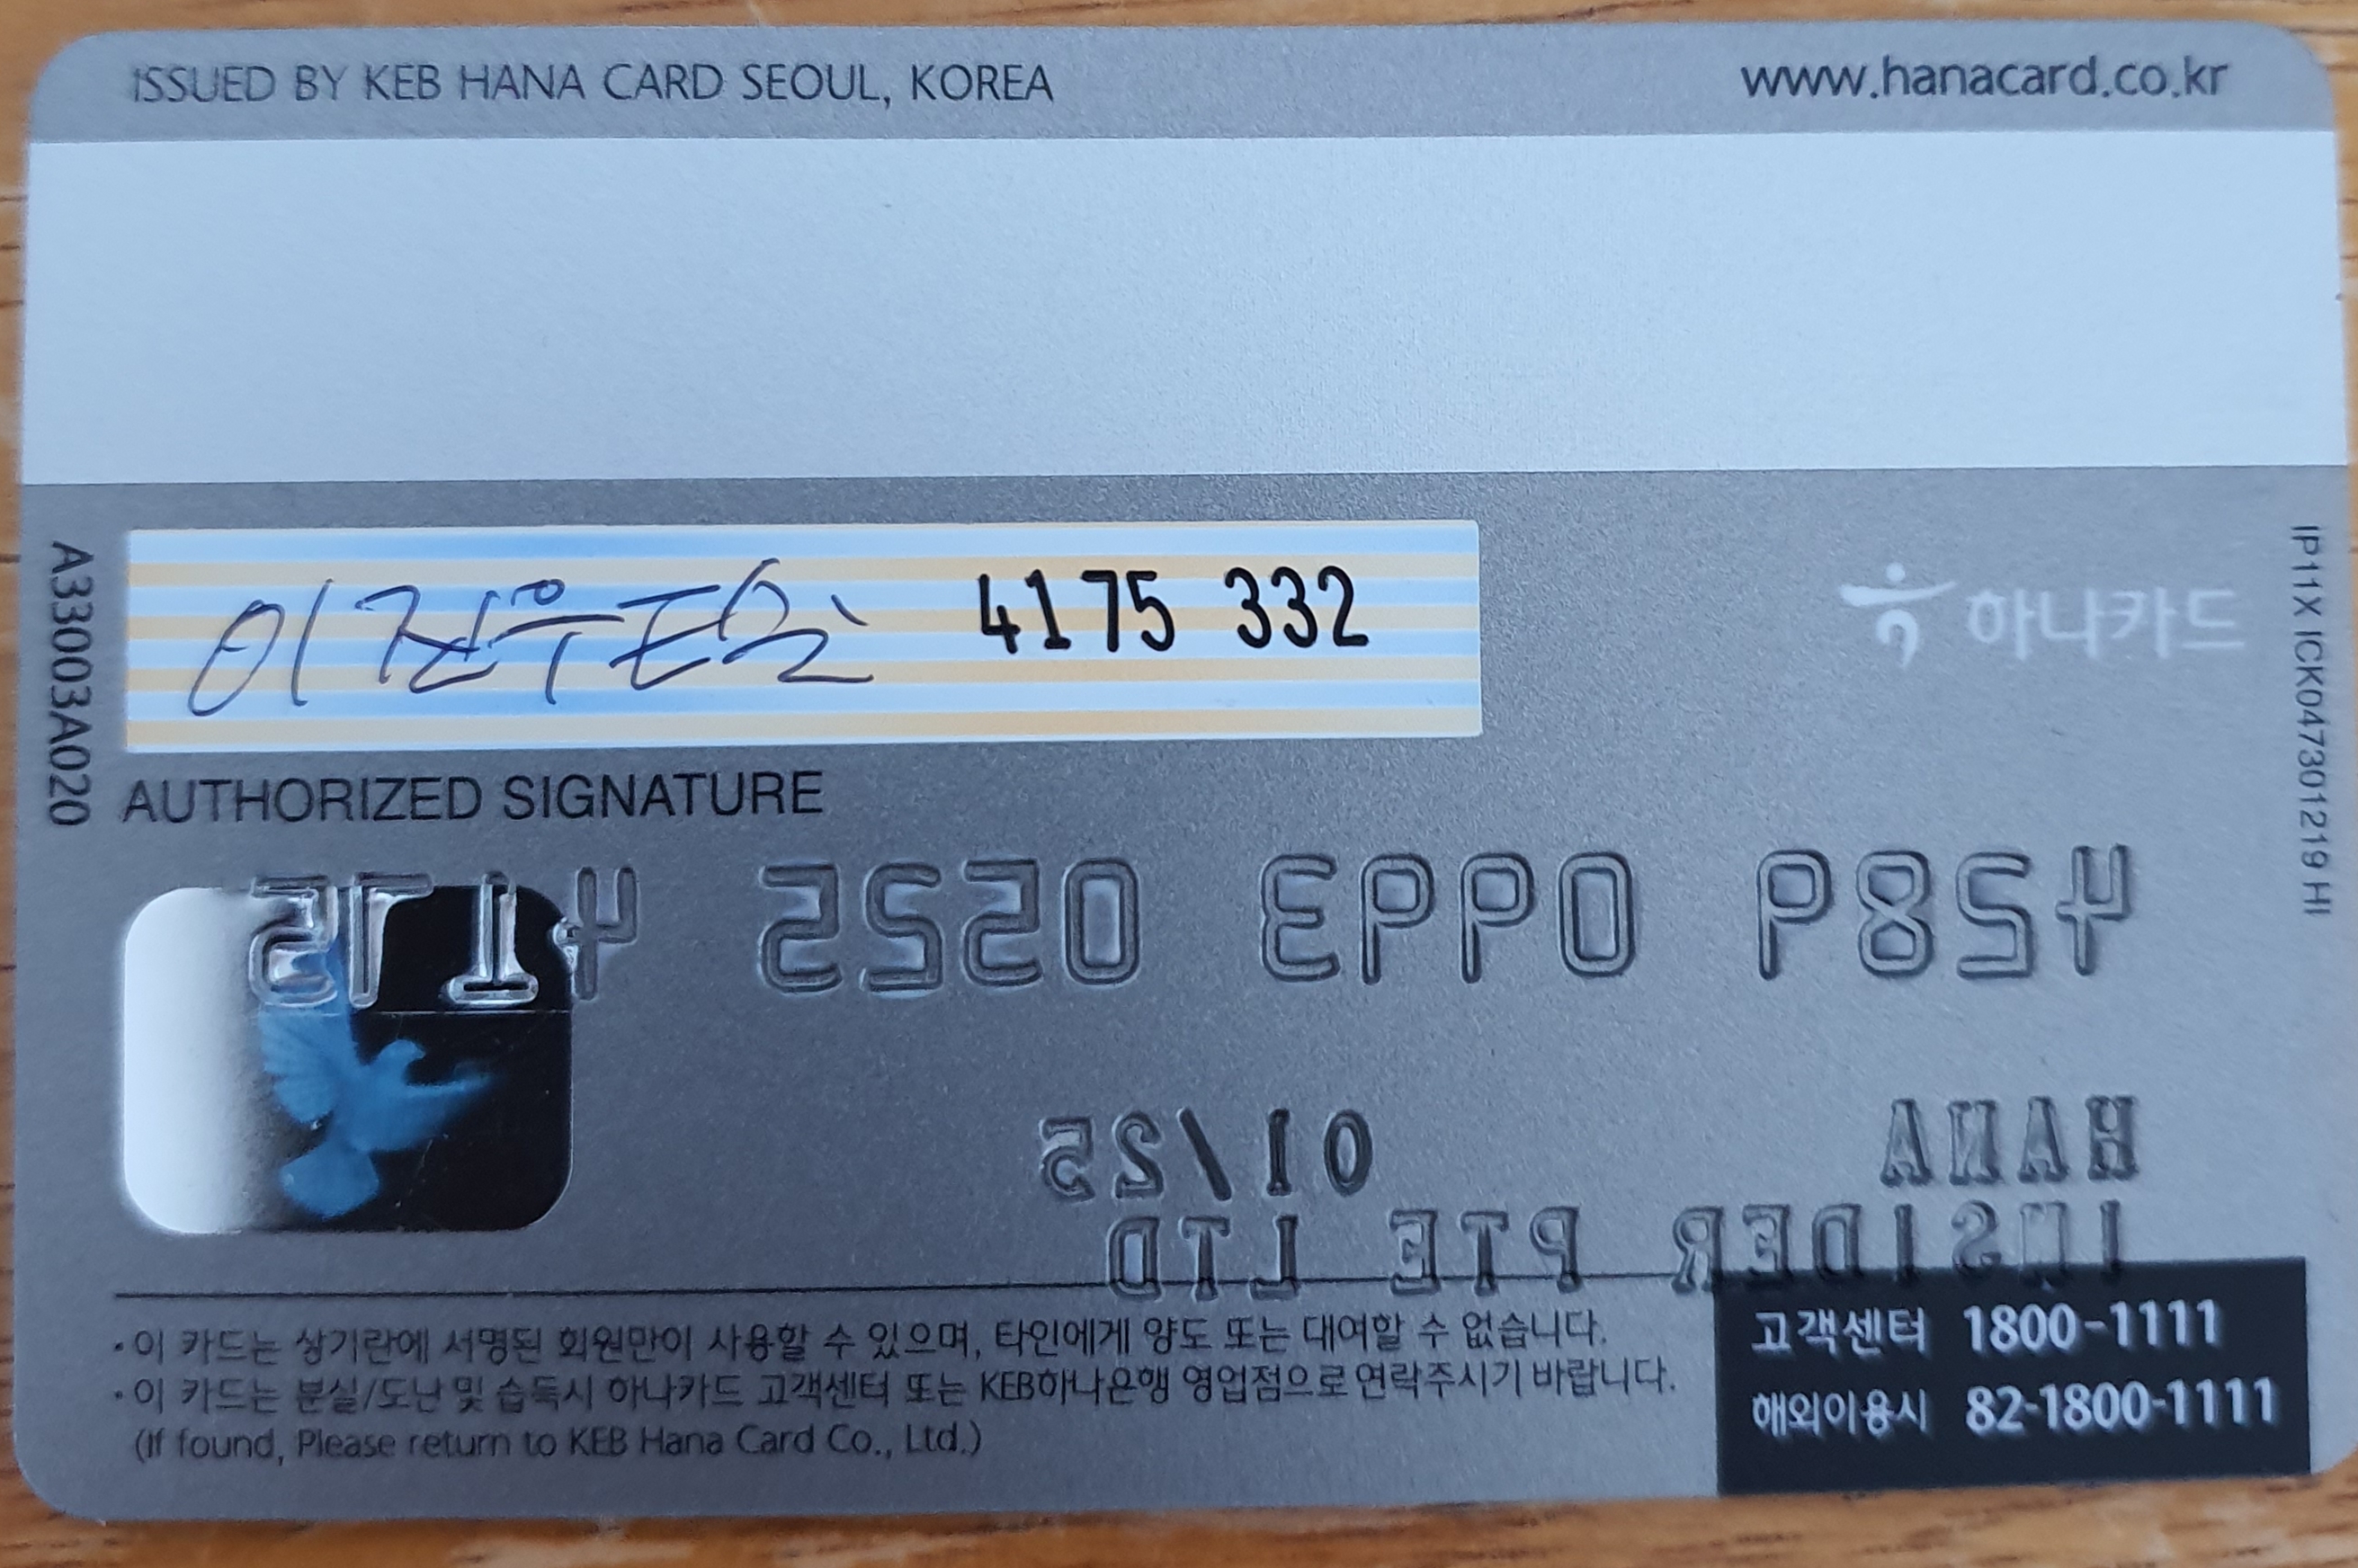 ISSUED BY KEB HANA CARD SEOUL, KOREA
www.hanacard.co.kr
A33003A020
4175 332
하나카드
IP11X ICK047301219 HI
AUTHORIZED SIGNATURE
HANA
01/25
INSIDER PTE LTD
·이 카드는 상기란에 서명된 회원만이 사용할 수 있으며, 타인에게 양도 또는 대여할 수 없습니다.
·이 카드는 분실/도난 및 습득시 하나카드 고객센터 또는 KEB하나은행 영업점으로 연락주시기 바랍니다.
(If found, Please return to KEB Hana Card Co., Ltd.)
고객센터 1800-1111
해외이용시 82-1800-1111